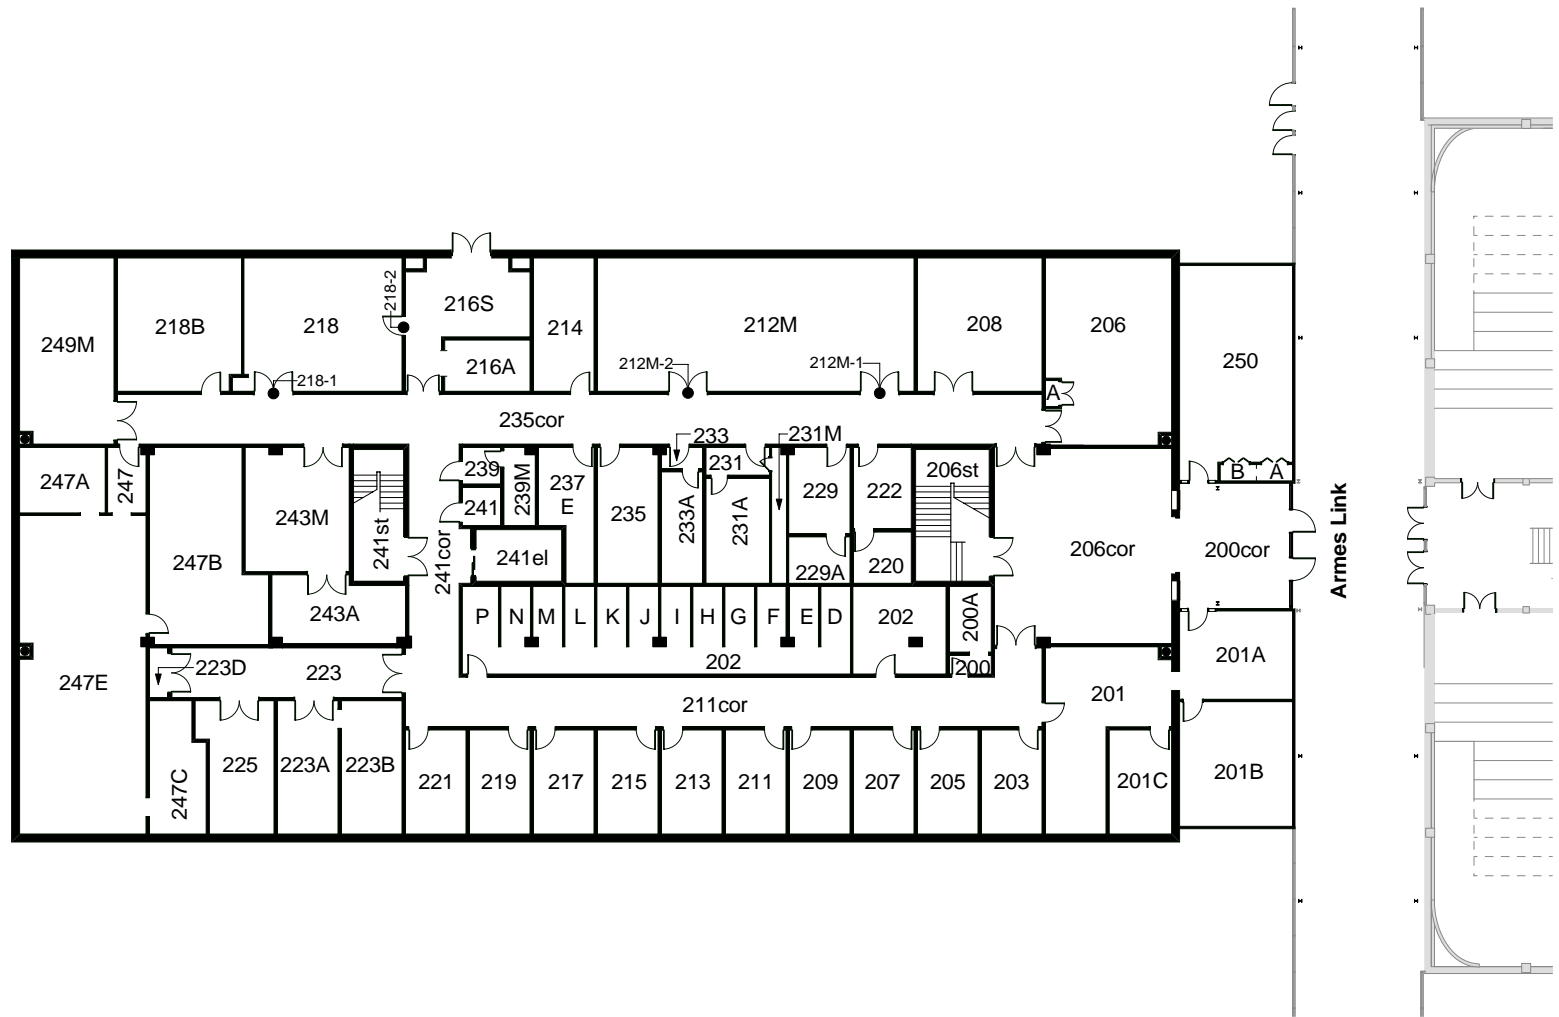 218-2
216S
249M
218B
218
214
212M
208
206
250
216A
212M-2
212M-1
218-1
A
235cor
233
231M
247A
247
239
239M
237
E
231
206st
B
A
241
243M
241st
241cor
235
233A
231A
229
222
247B
241el
229A
220
206cor
200cor
Armes Link
243A
P
N
M
L
K
J
I
H
G
F
E
D
202
200A
202
200
201A
223D
223
247E
201
211cor
247C
225
223A
223B
221
219
217
215
213
211
209
207
205
203
201C
201B